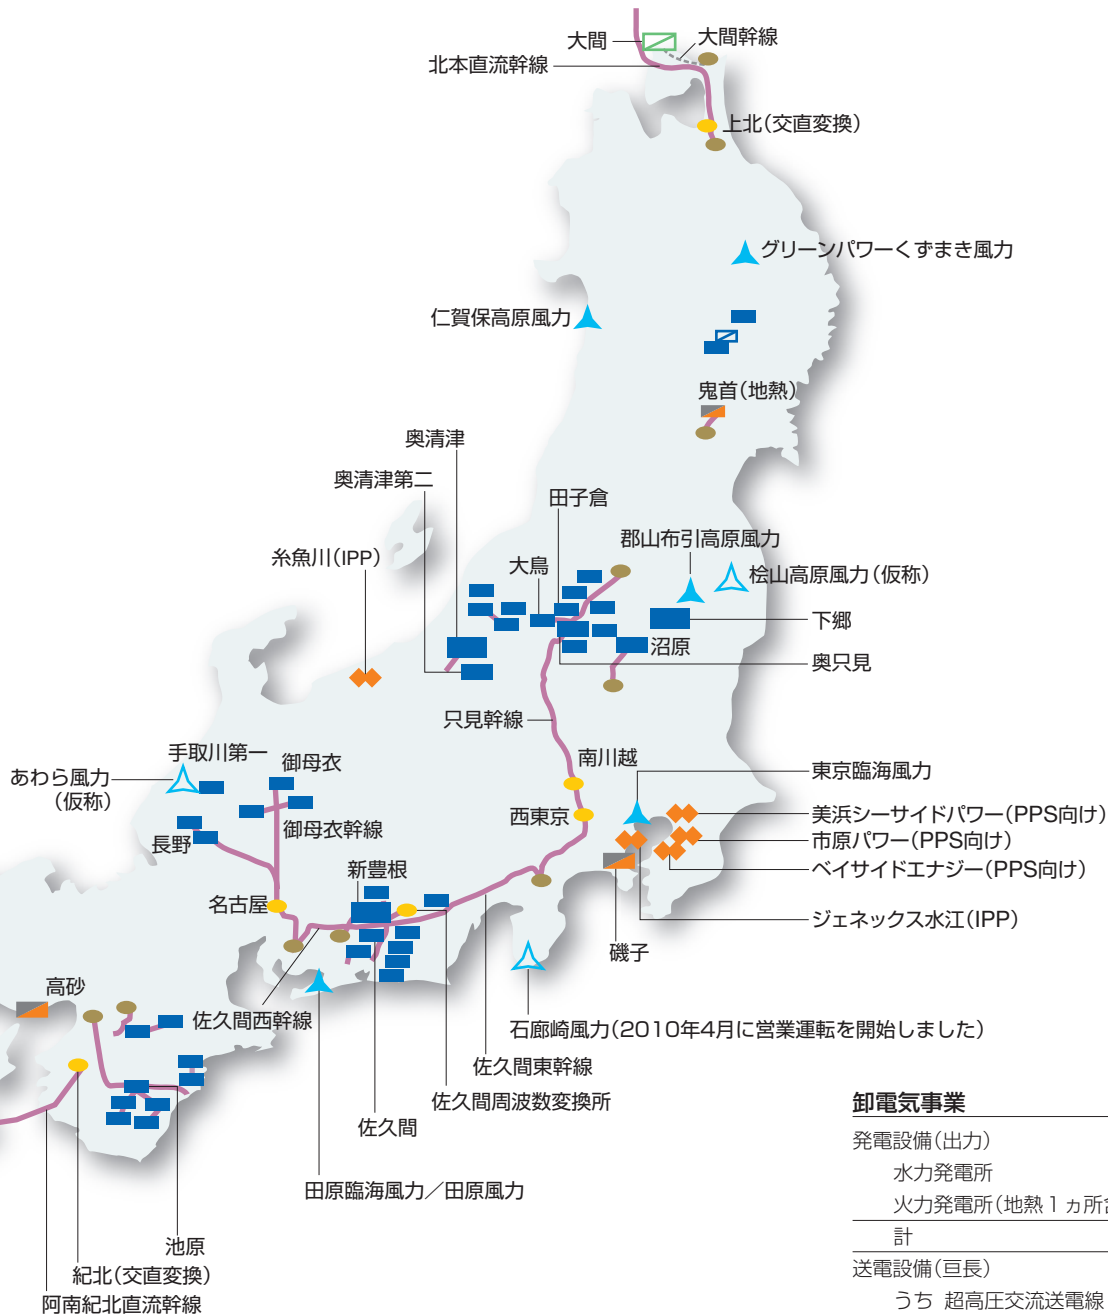 大間
大間幹線
北本直流幹線
上北(交直変換)
グリーンパワーくずまき風力
仁賀保高原風力
鬼首(地熱)
奥清津
奥清津第二
田子倉
郡山布引高原風力
糸魚川(IPP)
大鳥
桧山高原風力(仮称)
下郷
沼原
奥只見
只見幹線
手取川第一
御母衣
南川越
東京臨海風力
あわら風力
(仮称)
美浜シーサイドパワー(PPS向け)
西東京
御母衣幹線
市原パワー(PPS向け)
長野
ベイサイドエナジー(PPS向け)
新豊根
名古屋
ジェネックス水江(IPP)
磯子
高砂
佐久間西幹線
石廊崎風力(2010年4月に営業運転を開始しました)
佐久間東幹線
佐久間周波数変換所
佐久間
田原臨海風力／田原風力
池原
紀北(交直変換)
阿南紀北直流幹線
卸電気事業
発電設備(出力)
水力発電所
火力発電所(地熱1ヵ所含
計
送電設備(亘長)
うち 超高圧交流送電線